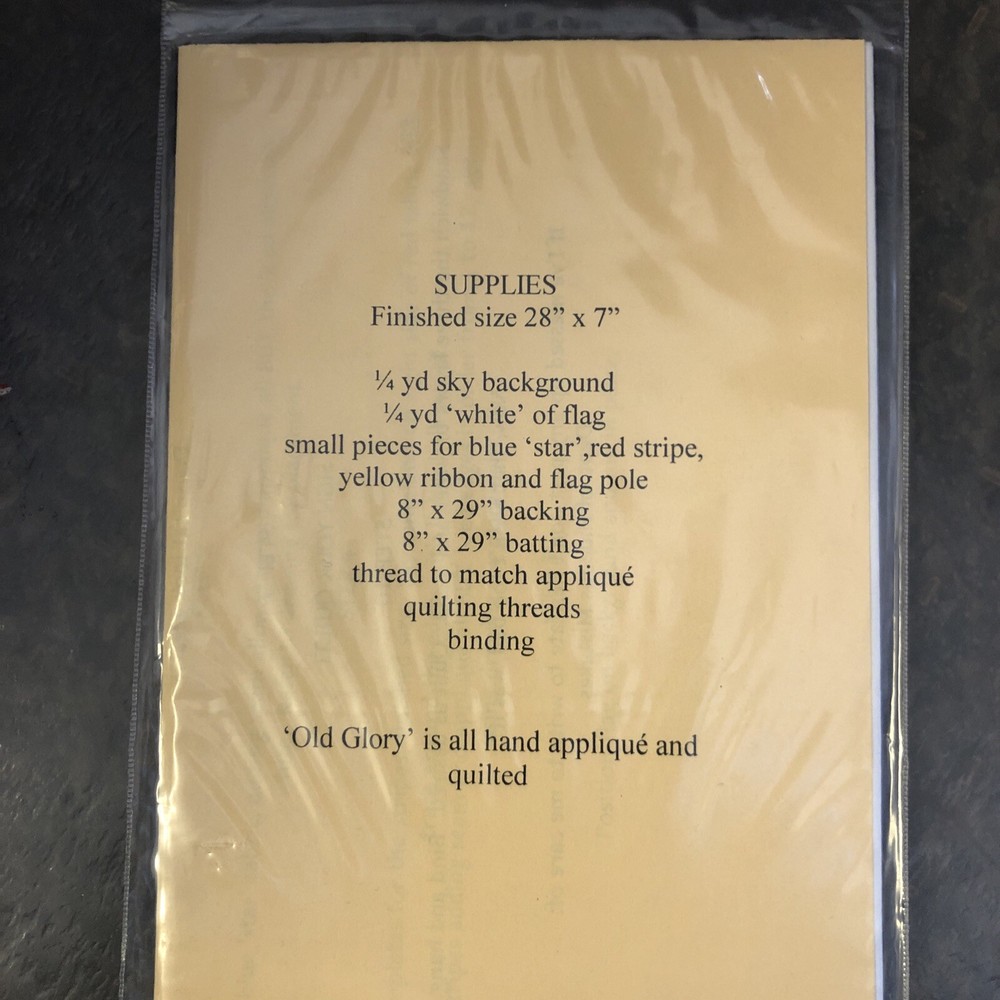 SUPPLIES
Finished size 28” x 7”
¼ yd sky background
¼ yd ‘white’ of flag
small pieces for blue ‘star’,red stripe,
yellow ribbon and flag pole
8” x 29” backing
8” x 29” batting
thread to match appliqué
quilting threads
binding
‘Old Glory’ is all hand appliqué and
quilted